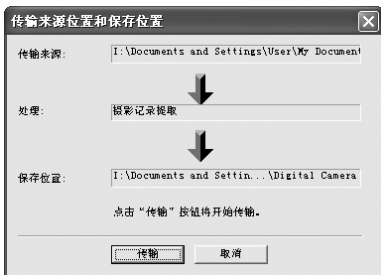 传输来源位置和保存位置
传输来源: I:\Documents and Settings\User\My Document
处理: 摄影记录提取
保存位置: I:\Documents and Settin...\Digital Camera
点击“传输”按钮将开始传输。
传输 取消